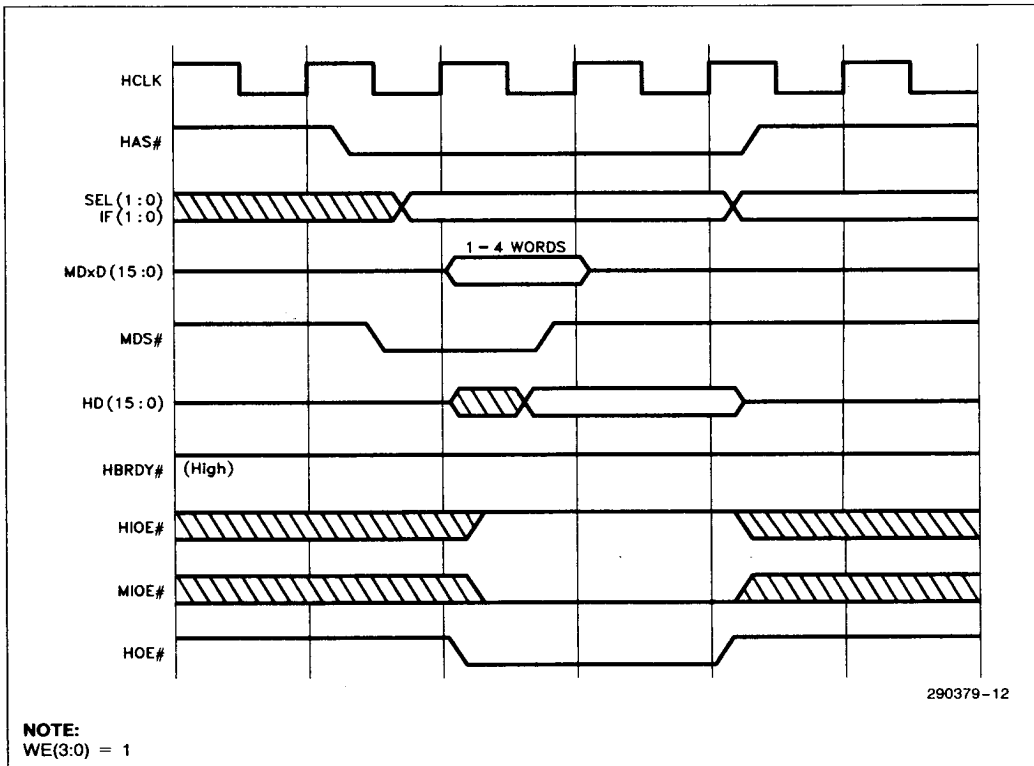 HCLK
HAS#
SEL(1:0)
IF(1:0)
1 – 4 WORDS
MDxD(15:0)
MDS#
HD(15:0)
HBRDY# (High)
HIOE#
MIOE#
HOE#
290379–12
NOTE:
WE(3:0) = 1